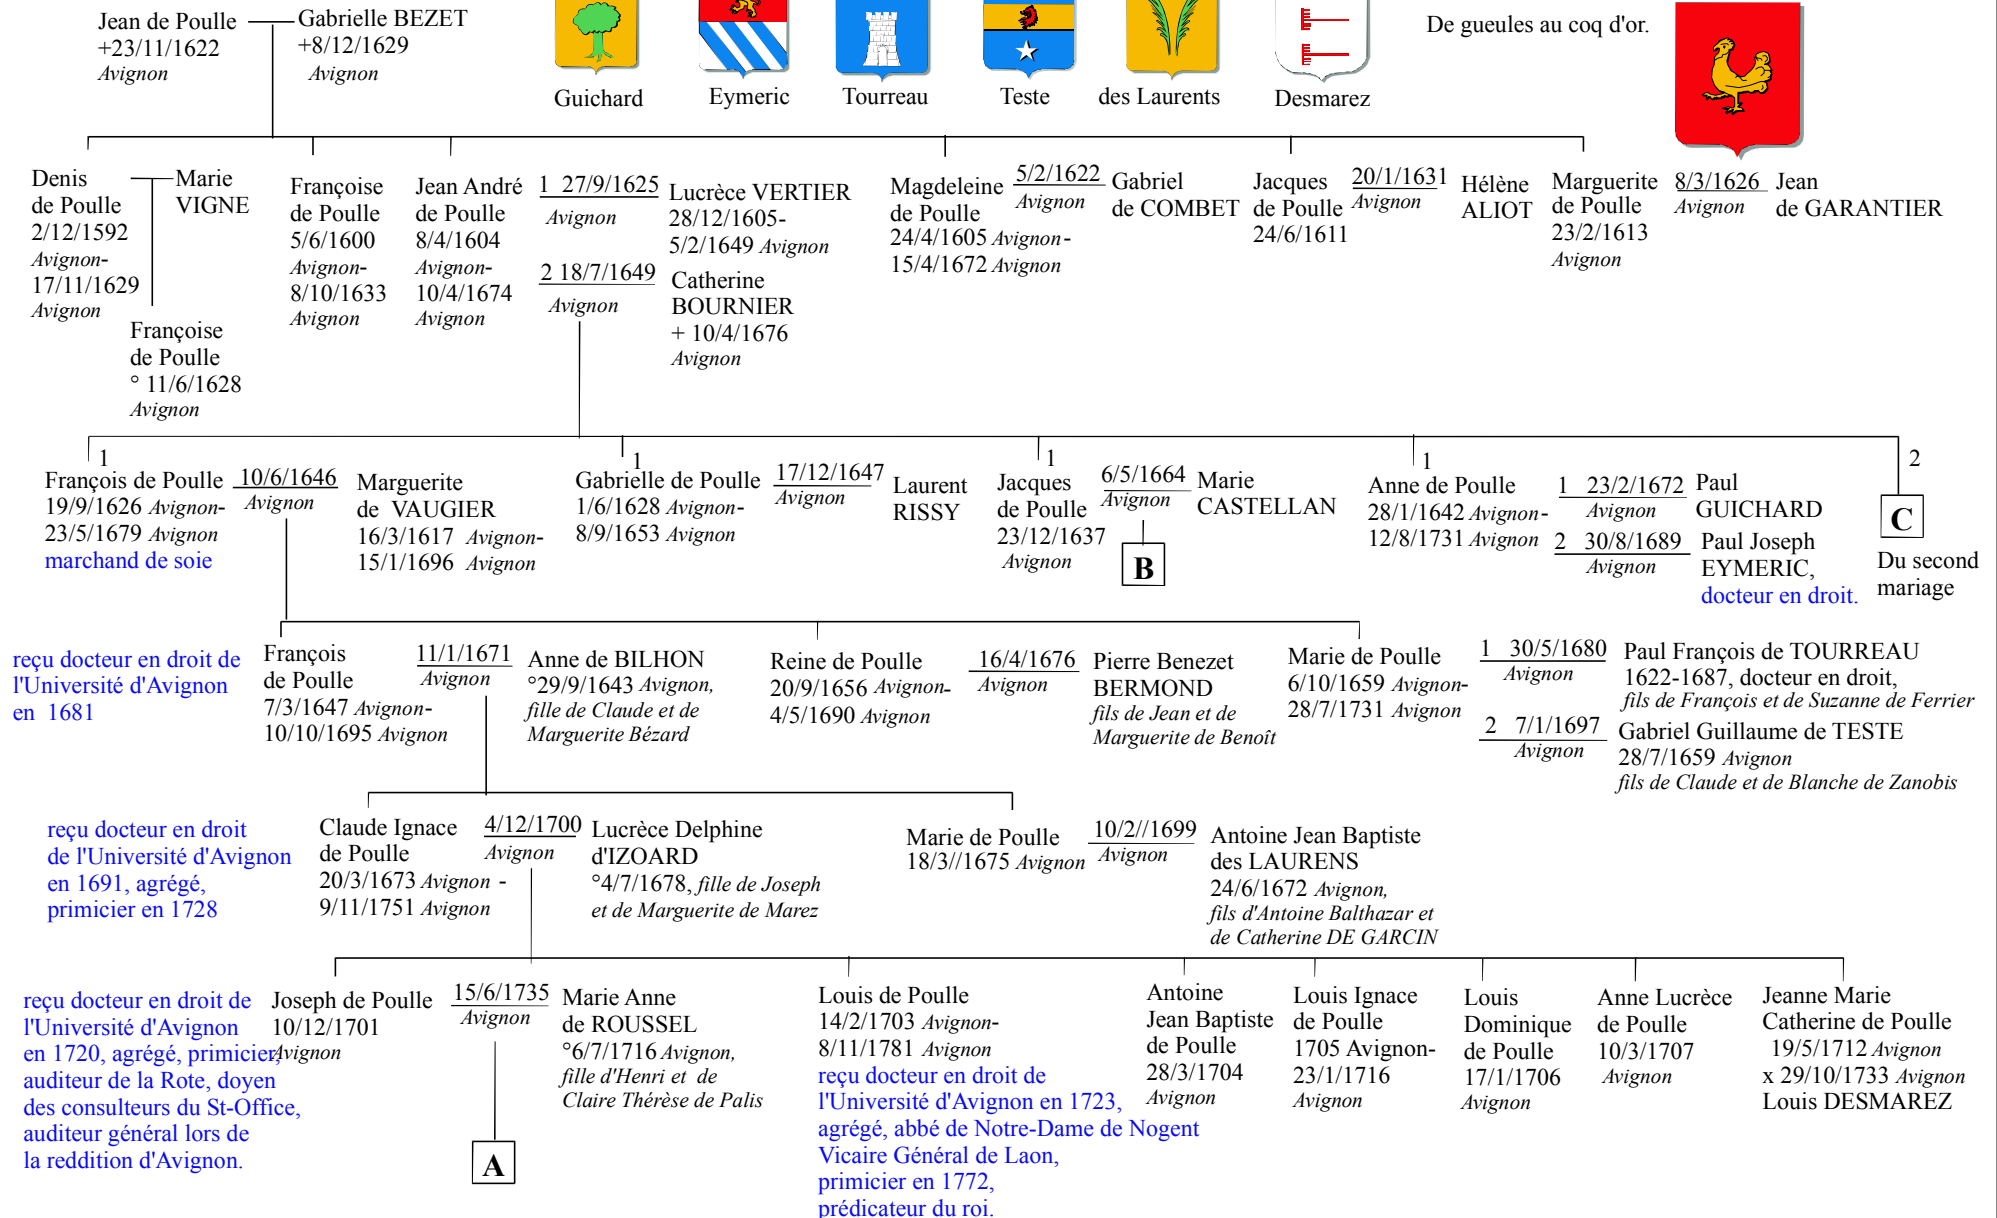 Jean de Poulle
+23/11/1622
Avignon
Gabrielle BEZET
+8/12/1629
Avignon
Guichard
Eymeric
Tourreau
Teste
des Laurents
Desmarez
De gueules au coq d'or.
Denis
de Poulle
2/12/1592
Avignon-
17/11/1629
Avignon
Marie
VIGNE
Françoise
de Poulle
° 11/6/1628
Avignon
Françoise
de Poulle
5/6/1600
Avignon-
8/10/1633
Avignon
Jean André
de Poulle
8/4/1604
Avignon-
10/4/1674
Avignon
1 27/9/1625
Avignon
Lucrèce VERTIER
28/12/1605-
5/2/1649 Avignon
2 18/7/1649
Avignon
Catherine
BOURNIER
+ 10/4/1676
Avignon
Magdeleine
de Poulle
24/4/1605 Avignon-
15/4/1672 Avignon
5/2/1622
Avignon
Gabriel
de COMBET
Jacques
de Poulle
24/6/1611
20/1/1631
Avignon
Hélène
ALIOT
Marguerite
de Poulle
23/2/1613
Avignon
8/3/1626
Avignon
Jean
de GARANTIER
1
François de Poulle
19/9/1626 Avignon-
23/5/1679 Avignon
marchand de soie
10/6/1646
Avignon
Marguerite
de VAUGIER
16/3/1617 Avignon-
15/1/1696 Avignon
1
Gabrielle de Poulle
1/6/1628 Avignon-
8/9/1653 Avignon
17/12/1647
Avignon
Laurent
RISSY
1
Jacques
de Poulle
23/12/1637
Avignon
6/5/1664
Avignon
Marie
CASTELLAN
B
1
Anne de Poulle
28/1/1642 Avignon-
12/8/1731 Avignon
1 23/2/1672
Avignon
Paul
GUICHARD
2 30/8/1689
Avignon
Paul Joseph
EYMERIC,
docteur en droit.
2
C
Du second
mariage
reçu docteur en droit de
l'Université d'Avignon
en 1681
François
de Poulle
7/3/1647 Avignon-
10/10/1695 Avignon
11/1/1671
Avignon
Anne de BILHON
°29/9/1643 Avignon,
fille de Claude et de
Marguerite Bézard
Reine de Poulle
20/9/1656 Avignon-
4/5/1690 Avignon
16/4/1676
Avignon
Pierre Benezet
BERMOND
fils de Jean et de
Marguerite de Benoît
Marie de Poulle
6/10/1659 Avignon-
28/7/1731 Avignon
1 30/5/1680
Avignon
Paul François de TOURREAU
1622-1687, docteur en droit,
fils de François et de Suzanne de Ferrier
2 7/1/1697
Avignon
Gabriel Guillaume de TESTE
28/7/1659 Avignon
fils de Claude et de Blanche de Zanobis
reçu docteur en droit
de l'Université d'Avignon
en 1691, agrégé,
primicier en 1728
Claude Ignace
de Poulle
20/3/1673 Avignon -
9/11/1751 Avignon
4/12/1700
Avignon
Lucrèce Delphine
d'IZOARD
°4/7/1678, fille de Joseph
et de Marguerite de Marez
Marie de Poulle
18/3//1675 Avignon
10/2//1699
Avignon
Antoine Jean Baptiste
des LAURENS
24/6/1672 Avignon,
fils d'Antoine Balthazar et
de Catherine DE GARCIN
reçu docteur en droit de
l'Université d'Avignon
en 1720, agrégé, primicier,
auditeur de la Rote, doyen
des consulteurs du St-Office,
auditeur général lors de
la reddition d'Avignon.
Joseph de Poulle
10/12/1701
Avignon
15/6/1735
Avignon
Marie Anne
de ROUSSEL
°6/7/1716 Avignon,
fille d'Henri et de
Claire Thérèse de Palis
A
Louis de Poulle
14/2/1703 Avignon-
8/11/1781 Avignon
reçu docteur en droit de
l'Université d'Avignon en 1723,
agrégé, abbé de Notre-Dame de Nogent
Vicaire Général de Laon,
primicier en 1772,
prédicateur du roi.
Antoine
Jean Baptiste
de Poulle
28/3/1704
Avignon
Louis Ignace
de Poulle
1705 Avignon-
23/1/1716
Avignon
Louis
Dominique
de Poulle
17/1/1706
Avignon
Anne Lucrèce
de Poulle
10/3/1707
Avignon
Jeanne Marie
Catherine de Poulle
19/5/1712 Avignon
x 29/10/1733 Avignon
Louis DESMAREZ